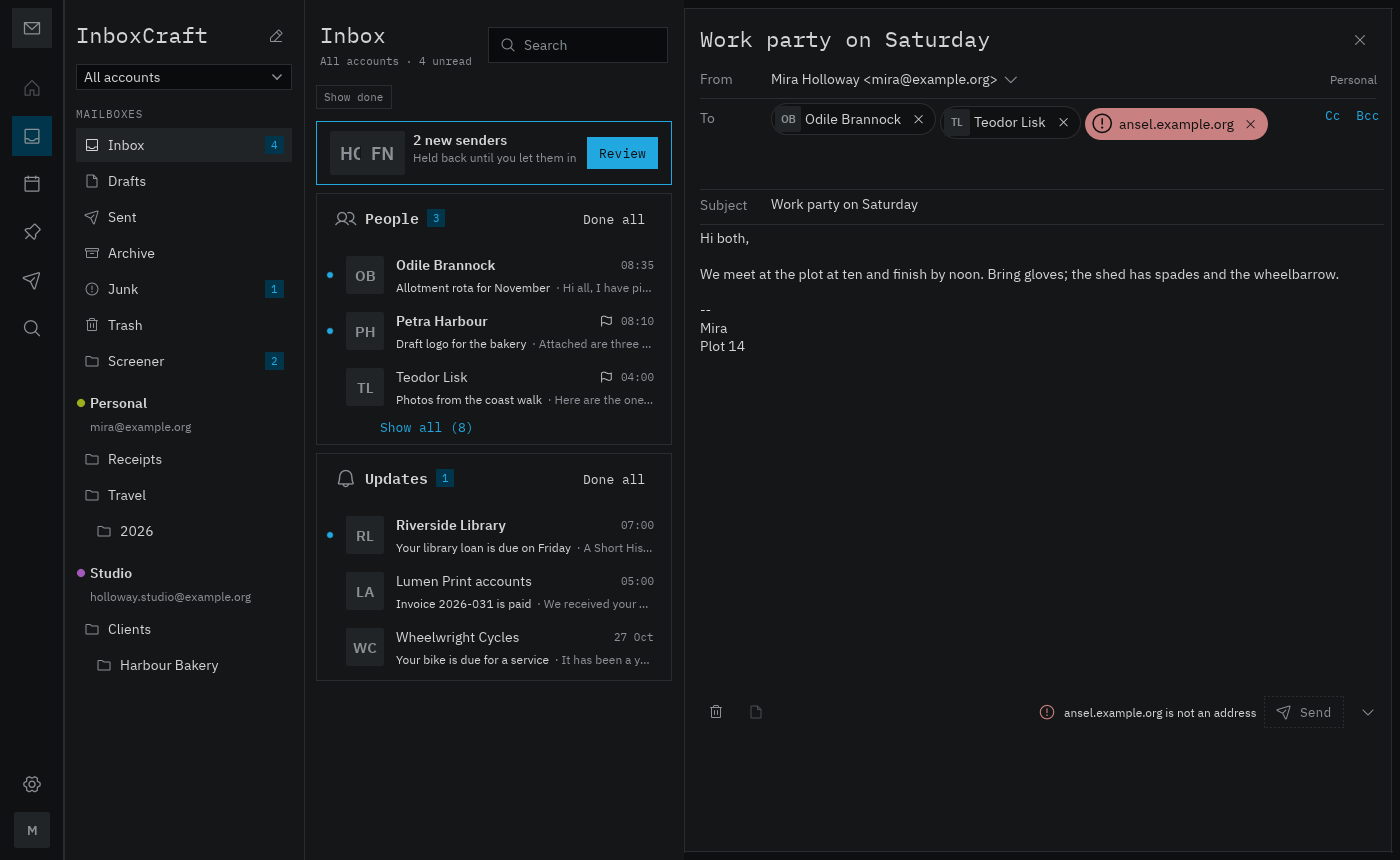 InboxCraft
All accounts
MAILBOXES
Inbox 4
Drafts
Sent
Archive
Junk 1
Trash
Screener 2
Personal
mira@example.org
Receipts
Travel
2026
Studio
holloway.studio@example.org
Clients
Harbour Bakery
M
Inbox
All accounts · 4 unread
Search
Show done
FN
2 new senders
Held back until you let them in
Review
People 3 Done all
OB Odile Brannock 08:35
Allotment rota for November · Hi all, I have pi…
PH Petra Harbour 08:10
Draft logo for the bakery · Attached are three …
TL Teodor Lisk 04:00
Photos from the coast walk · Here are the one…
Show all (8)
Updates 1 Done all
RL Riverside Library 07:00
Your library loan is due on Friday · A Short His…
LA Lumen Print accounts 05:00
Invoice 2026-031 is paid · We received your …
WC Wheelwright Cycles 27 Oct
Your bike is due for a service · It has been a y…
Work party on Saturday
From Mira Holloway <mira@example.org> Personal
To OB Odile Brannock TL Teodor Lisk ansel.example.org Cc Bcc
Subject Work party on Saturday
Hi both,
We meet at the plot at ten and finish by noon. Bring gloves; the shed has spades and the wheelbarrow.
--
Mira
Plot 14
ansel.example.org is not an address Send